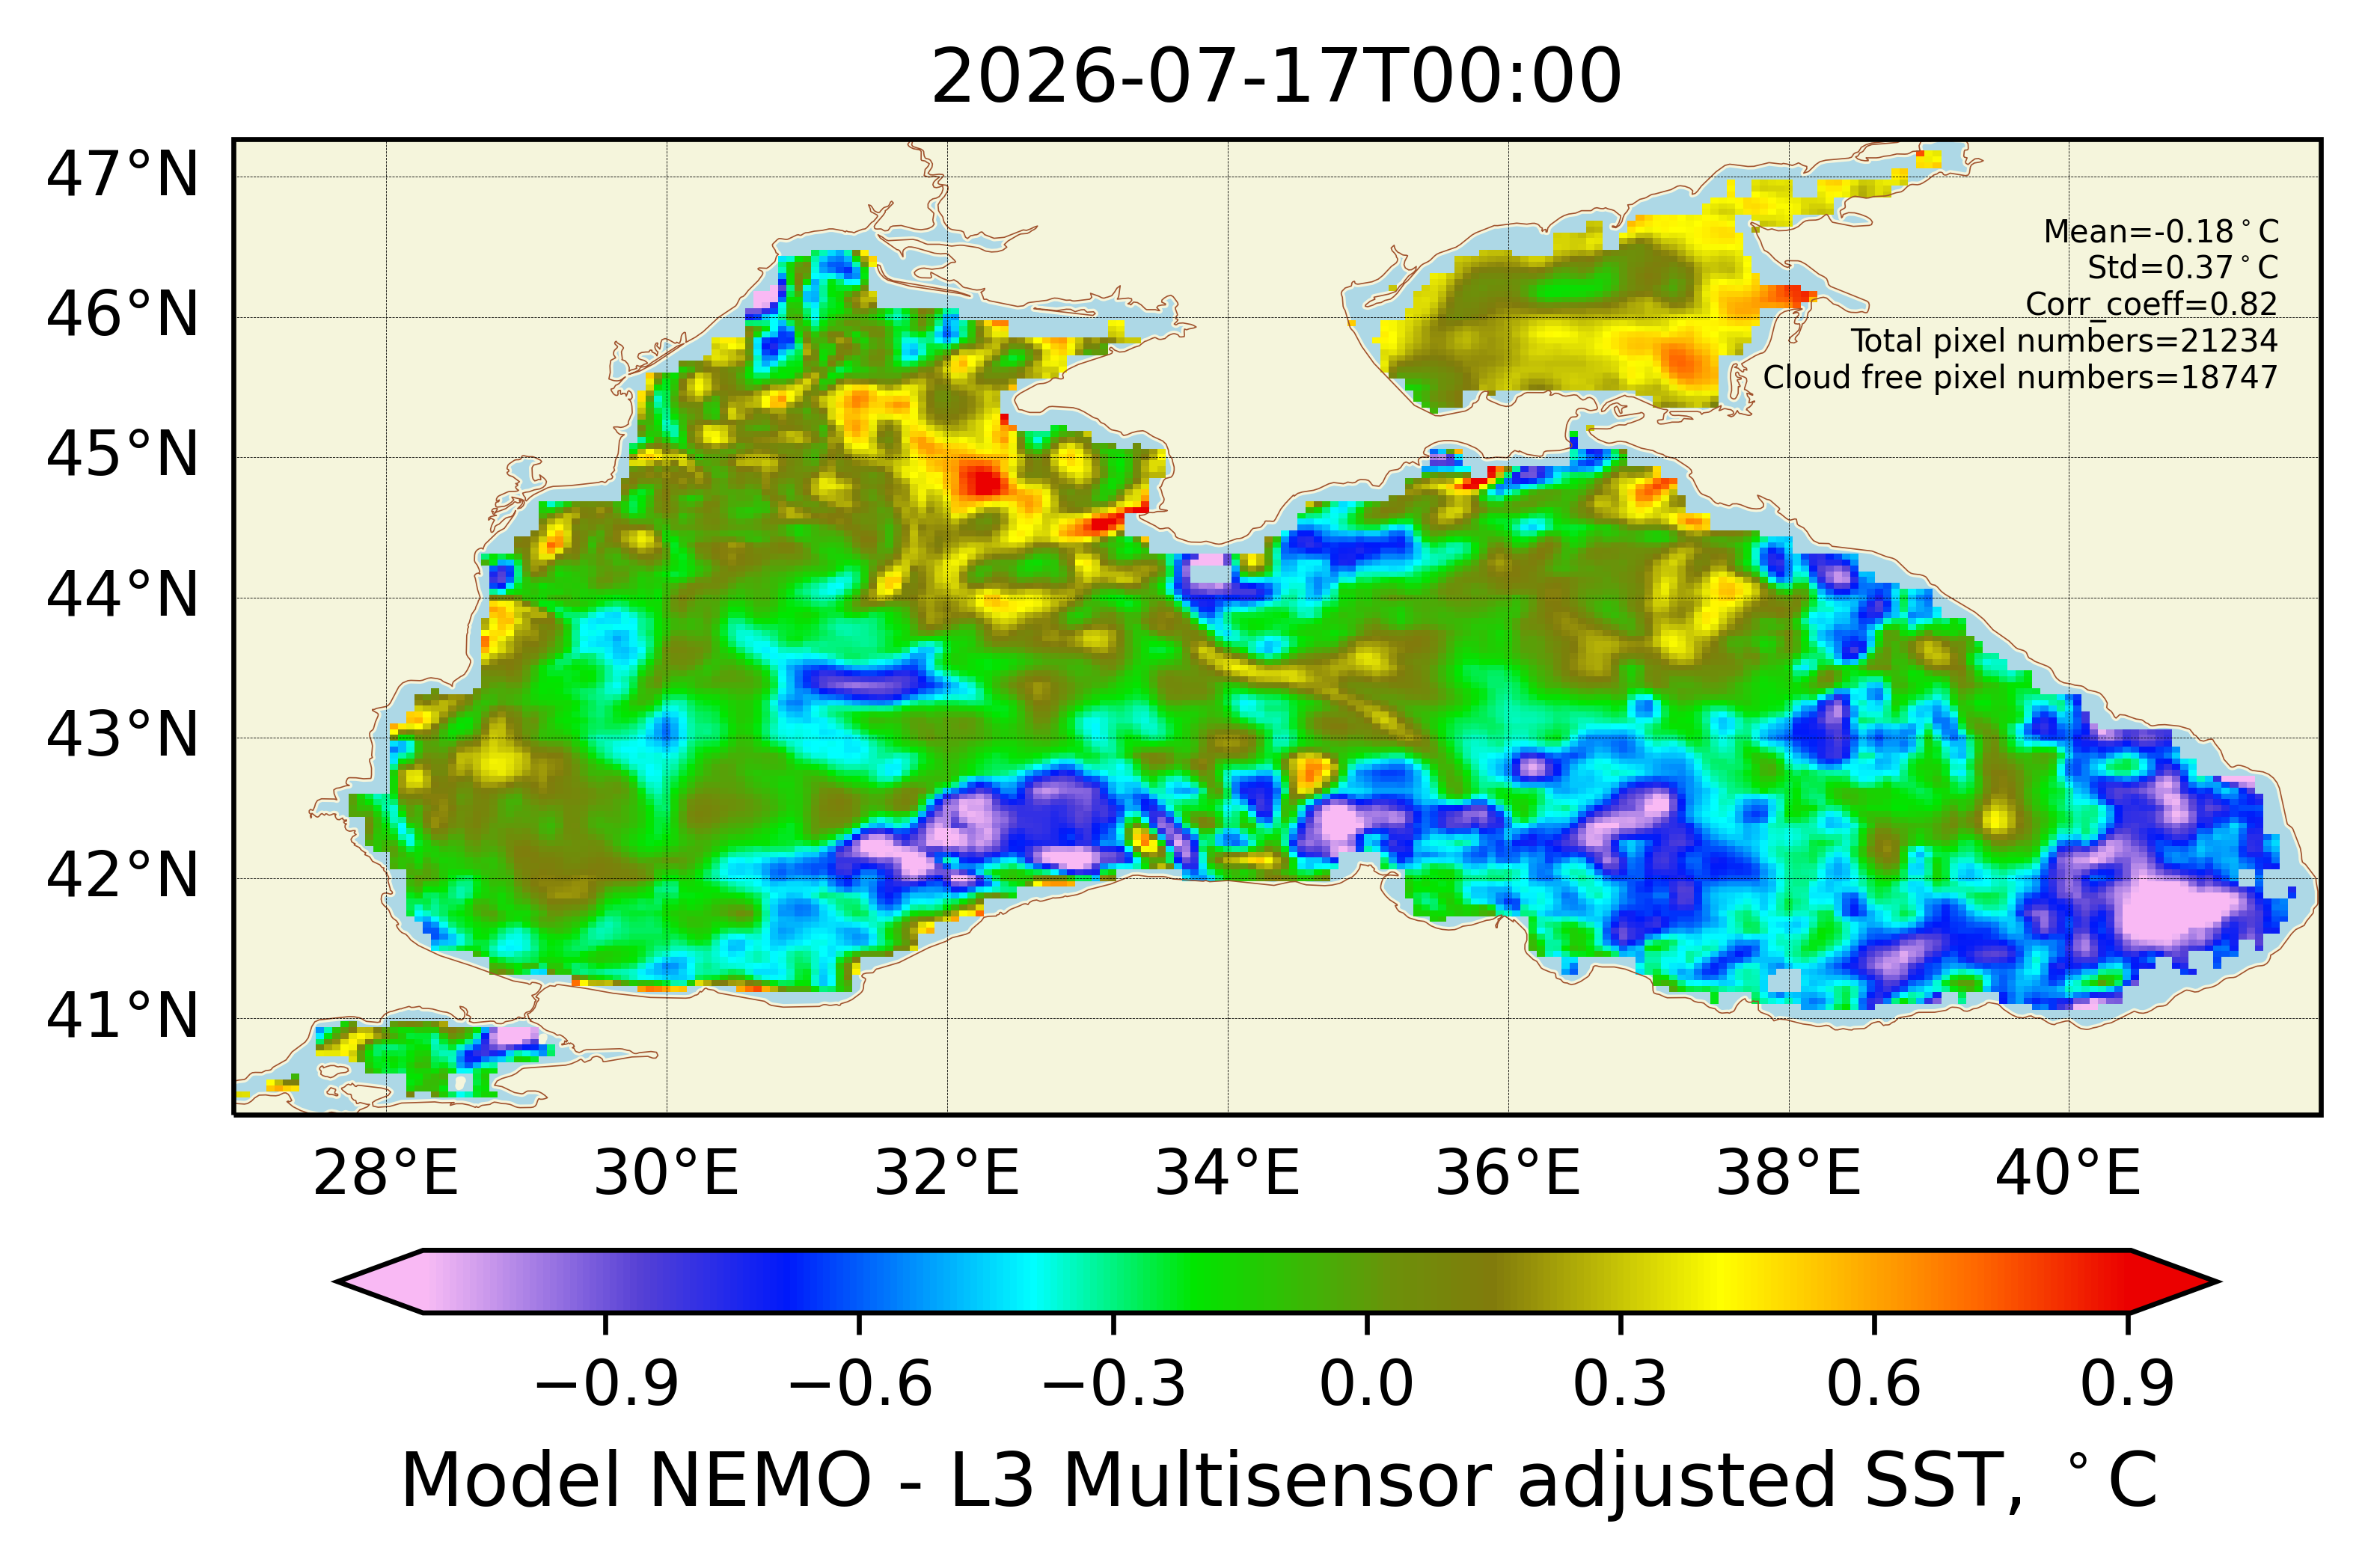 2026-07-17T00:00
47°N
46°N
45°N
44°N
43°N
42°N
41°N
Mean=-0.18°C
Std=0.37°C
Corr_coeff=0.82
Total pixel numbers=21234
Cloud free pixel numbers=18747
28°E 30°E 32°E 34°E 36°E 38°E 40°E
−0.9 −0.6 −0.3 0.0 0.3 0.6 0.9
Model NEMO - L3 Multisensor adjusted SST, °C